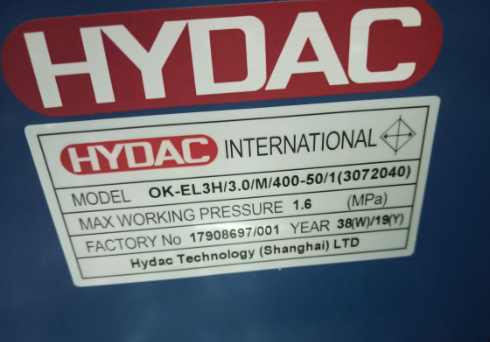 HYDAC
HYDAC INTERNATIONAL
MODEL OK-EL3H/3.0/M/400-50/1(3072040)
MAX WORKING PRESSURE 1.6 (MPa)
FACTORY No 17908697/001 YEAR 38(W)/19(Y)
Hydac Technology (Shanghai) LTD